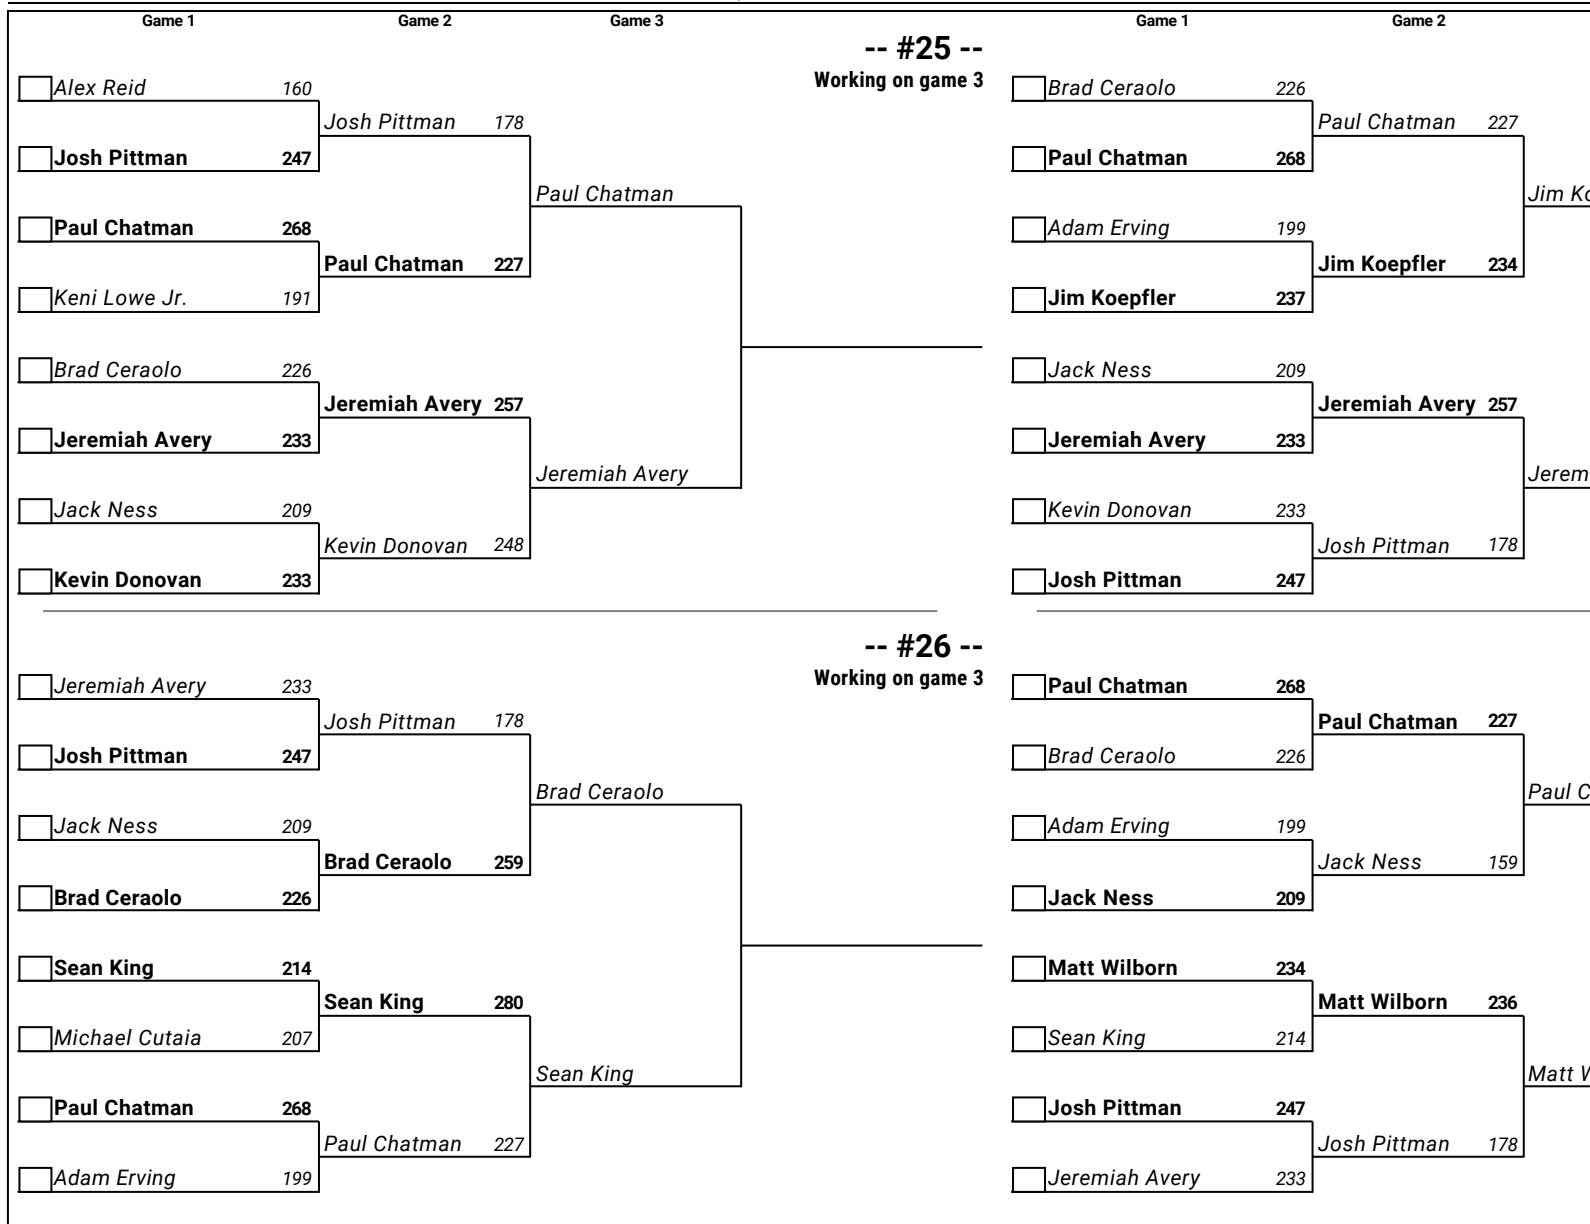 Game 1 Game 2 Game 3
-- #25 --
Working on game 3
Alex Reid 160
Josh Pittman 178
Josh Pittman 247
Paul Chatman
Paul Chatman 268
Paul Chatman 227
Keni Lowe Jr. 191
Brad Ceraolo 226
Jeremiah Avery 257
Jeremiah Avery 233
Jeremiah Avery
Jack Ness 209
Kevin Donovan 248
Kevin Donovan 233
-- #26 --
Working on game 3
Jeremiah Avery 233
Josh Pittman 178
Josh Pittman 247
Brad Ceraolo
Jack Ness 209
Brad Ceraolo 259
Brad Ceraolo 226
Sean King 214
Sean King 280
Michael Cutaia 207
Sean King
Paul Chatman 268
Paul Chatman 227
Adam Erving 199
Game 1 Game 2
Brad Ceraolo 226
Paul Chatman 227
Paul Chatman 268
Jim Ko
Adam Erving 199
Jim Koepfler 234
Jim Koepfler 237
Jack Ness 209
Jeremiah Avery 257
Jeremiah Avery 233
Jerem
Kevin Donovan 233
Josh Pittman 178
Josh Pittman 247
Paul Chatman 268
Paul Chatman 227
Brad Ceraolo 226
Paul C
Adam Erving 199
Jack Ness 159
Jack Ness 209
Matt Wilborn 234
Matt Wilborn 236
Sean King 214
Matt W
Josh Pittman 247
Josh Pittman 178
Jeremiah Avery 233